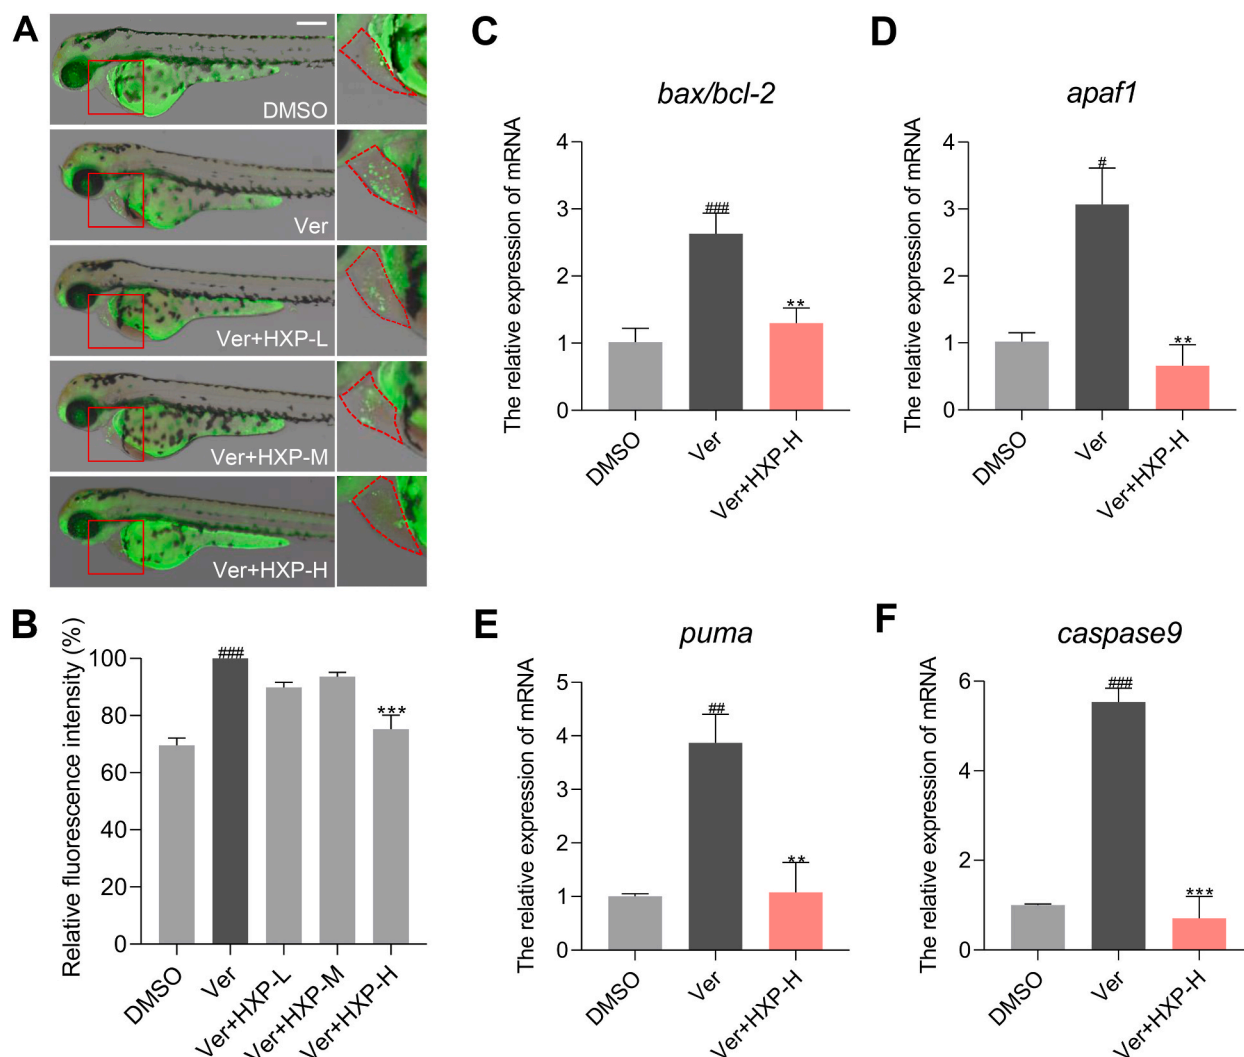 A
DMSO
Ver
Ver+HXP-L
Ver+HXP-M
Ver+HXP-H
B
Relative fluorescence intensity (%)
100
80
60
40
20
0
###
***
DMSO
Ver
Ver+HXP-L
Ver+HXP-M
Ver+HXP-H
C
bax/bcl-2
The relative expression of mRNA
4
3
2
1
0
###
**
DMSO
Ver
Ver+HXP-H
D
apaf1
The relative expression of mRNA
4
3
2
1
0
#
**
DMSO
Ver
Ver+HXP-H
E
puma
The relative expression of mRNA
5
4
3
2
1
0
##
**
DMSO
Ver
Ver+HXP-H
F
caspase9
The relative expression of mRNA
6
4
2
0
###
***
DMSO
Ver
Ver+HXP-H